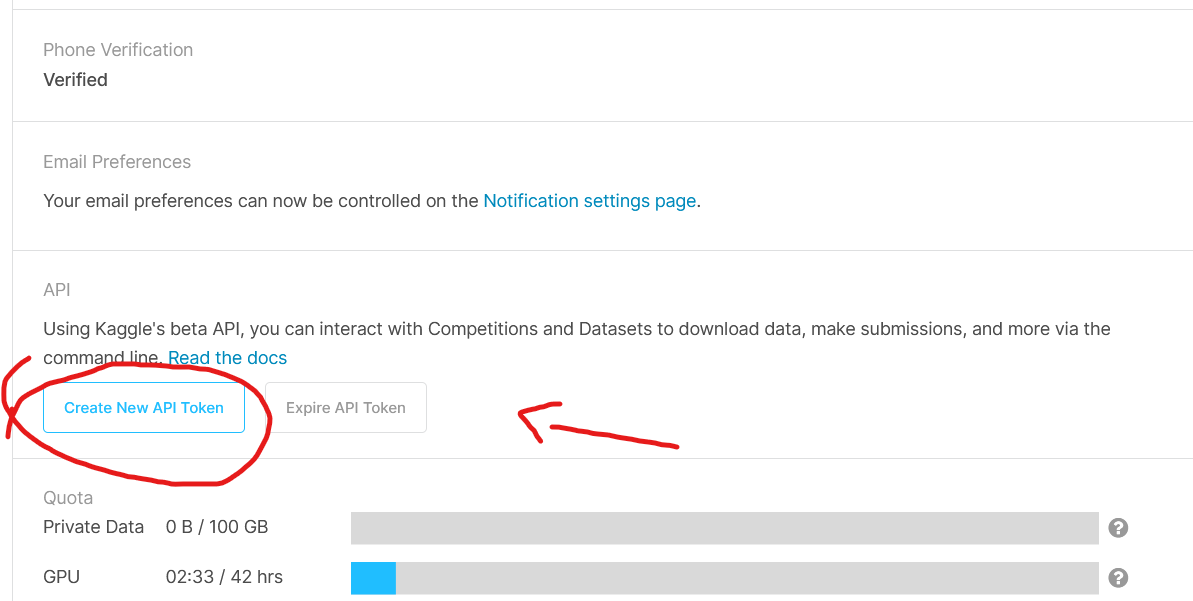 Phone Verification
Verified
Email Preferences
Your email preferences can now be controlled on the Notification settings page.
API
Using Kaggle's beta API, you can interact with Competitions and Datasets to download data, make submissions, and more via the
command line. Read the docs
Create New API Token Expire API Token
Quota
Private Data 0 B / 100 GB ?
GPU 02:33 / 42 hrs ?